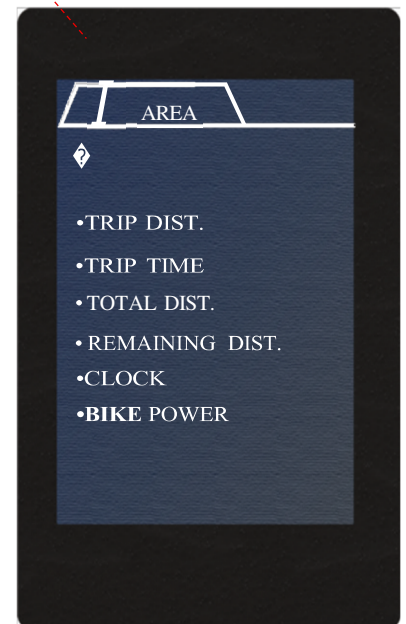 AREA
�
•TRIP DIST.
•TRIP TIME
• TOTAL DIST.
• REMAINING DIST.
•CLOCK
•BIKE POWER